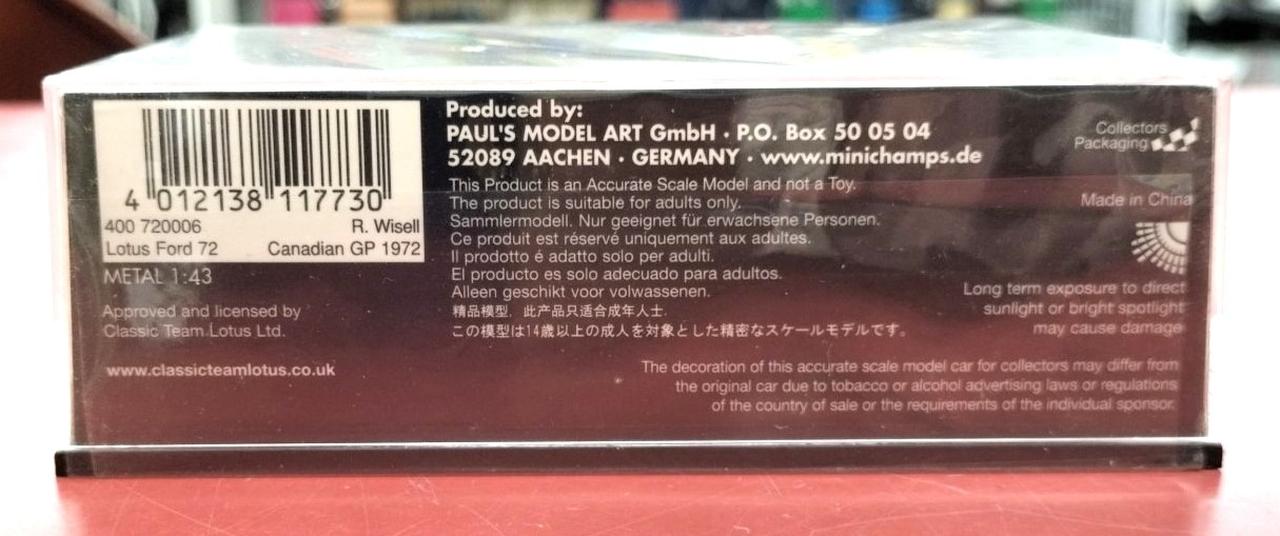 4 012138 117730
400 720006 R. Wisell
Lotus Ford 72 Canadian GP 1972
METAL 1:43
Approved and licensed by
Classic Team Lotus Ltd.
www.classicteamlotus.co.uk
Produced by:
PAUL'S MODEL ART GmbH · P.O. Box 50 05 04
52089 AACHEN · GERMANY · www.minichamps.de
This Product is an Accurate Scale Model and not a Toy.
The product is suitable for adults only.
Sammlermodell. Nur geeignet für erwachsene Personen.
Ce produit est réservé uniquement aux adultes.
Il prodotto é adatto solo per adulti.
El producto es solo adecuado para adultos.
Alleen geschikt voor volwassenen.
精品模型. 此产品只适合成年人士.
この模型は14歳以上の成人を対象とした精密なスケールモデルです。
Collectors
Packaging
Made in China
Long term exposure to direct
sunlight or bright spotlight
may cause damage
The decoration of this accurate scale model car for collectors may differ from
the original car due to tobacco or alcohol advertising laws or regulations
of the country of sale or the requirements of the individual sponsor.